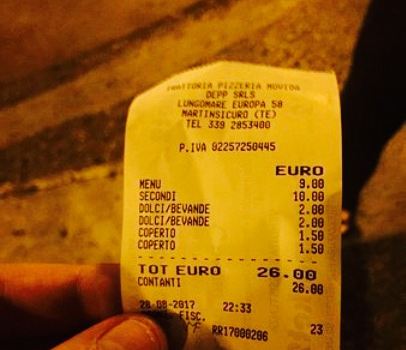 TRATTORIA PIZZERIA MOVIDA
DEPP SRLS
LUNGOMARE EUROPA 58
MARTINSICURO (TE)
TEL 339 2853400
P.IVA 02257250445
EURO
MENU 9.00
SECONDI 10.00
DOLCI/BEVANDE 2.00
DOLCI/BEVANDE 2.00
COPERTO 1.50
COPERTO 1.50
TOT EURO 26.00
CONTANTI 26.00
28-08-2017 22:33
FISC. 23
RR17000206